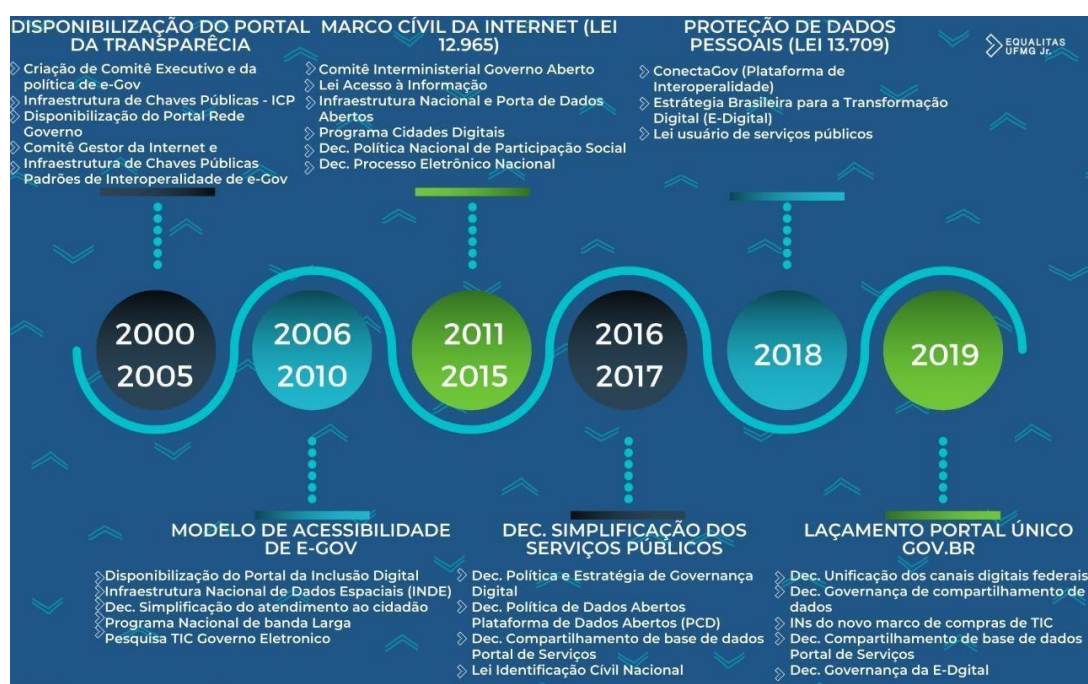 DISPONIBILIZAÇÃO DO PORTAL
DA TRANSPARÊCIA
Criação de Comitê Executivo e da
política de e-Gov
Infraestrutura de Chaves Públicas - ICP
Disponibilização do Portal Rede
Governo
Comitê Gestor da Internet e
Infraestrutura de Chaves Públicas
Padrões de Interoperalidade de e-Gov
MARCO CÍVIL DA INTERNET (LEI
12.965)
Comitê Interministerial Governo Aberto
Lei Acesso à Informação
Infraestrutura Nacional e Porta de Dados
Abertos
Programa Cidades Digitais
Dec. Política Nacional de Participação Social
Dec. Processo Eletrônico Nacional
PROTEÇÃO DE DADOS
PESSOAIS (LEI 13.709)
ConectaGov (Plataforma de
Interoperalidade)
Estrátegia Brasileira para a Transformação
Digital (E-Digital)
Lei usuário de serviços públicos
EQUALITAS
UFMG Jr.
2000
2005
2006
2010
2011
2015
2016
2017
2018
2019
MODELO DE ACESSIBILIDADE
DE E-GOV
Disponibilização do Portal da Inclusão Digital
Infraestrutura Nacional de Dados Espaciais (INDE)
Dec. Simplificação do atendimento ao cidadão
Programa Nacional de banda Larga
Pesquisa TIC Governo Eletronico
DEC. SIMPLIFICAÇÃO DOS
SERVIÇOS PÚBLICOS
Dec. Política e Estratégia de Governança
Digital
Dec. Política de Dados Abertos
Plataforma de Dados Abertos (PCD)
Dec. Compartilhamento de base de dados
Portal de Serviços
Lei Identificação Cívil Nacional
LAÇAMENTO PORTAL ÚNICO
GOV.BR
Dec. Unificação dos canais digitais federais
Dec. Governança de compartilhamento de
dados
INs do novo marco de compras de TIC
Dec. Compartilhamento de base de dados
Portal de Serviços
Dec. Governança da E-Dgital